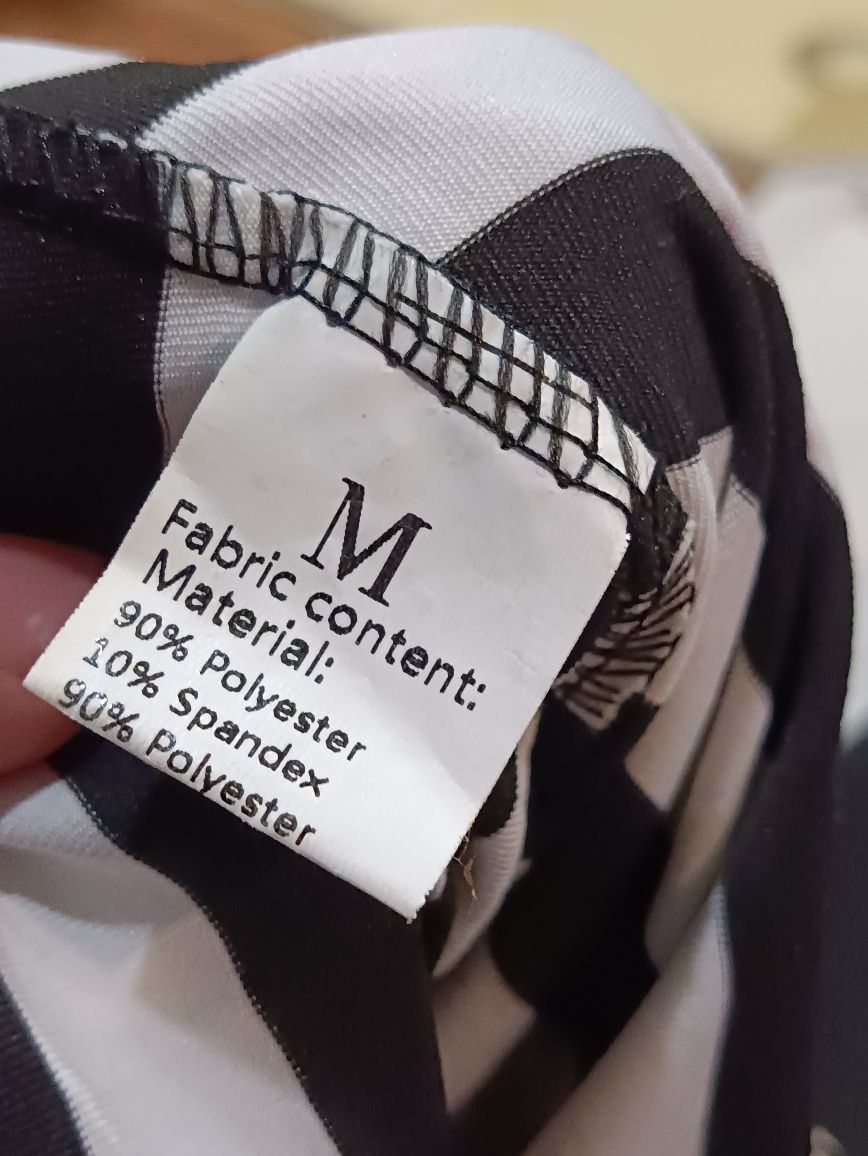 M
Fabric content:
Material:
90% Polyester
10% Spandex
90% Polyester